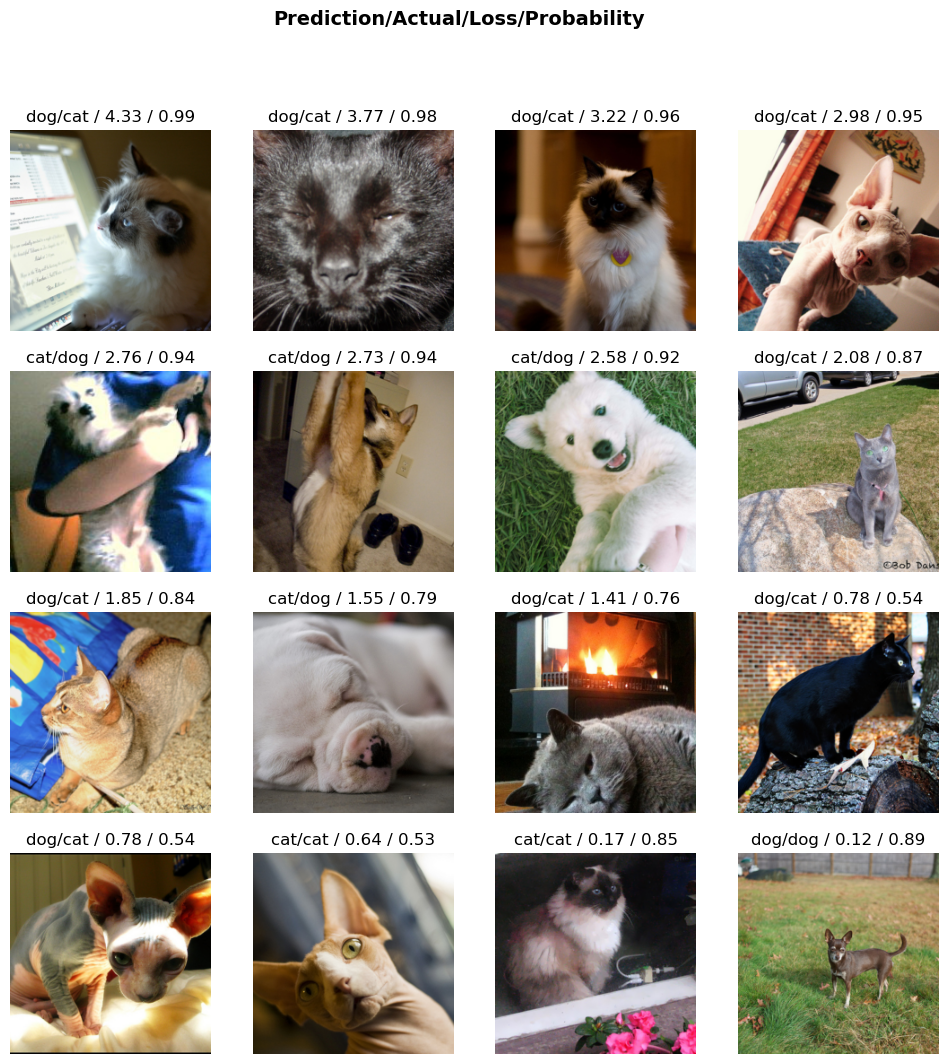 Prediction/Actual/Loss/Probability
dog/cat / 4.33 / 0.99
dog/cat / 3.77 / 0.98
dog/cat / 3.22 / 0.96
dog/cat / 2.98 / 0.95
cat/dog / 2.76 / 0.94
cat/dog / 2.73 / 0.94
cat/dog / 2.58 / 0.92
dog/cat / 2.08 / 0.87
©Bob Dans
dog/cat / 1.85 / 0.84
cat/dog / 1.55 / 0.79
dog/cat / 1.41 / 0.76
dog/cat / 0.78 / 0.54
dog/cat / 0.78 / 0.54
cat/cat / 0.64 / 0.53
cat/cat / 0.17 / 0.85
dog/dog / 0.12 / 0.89